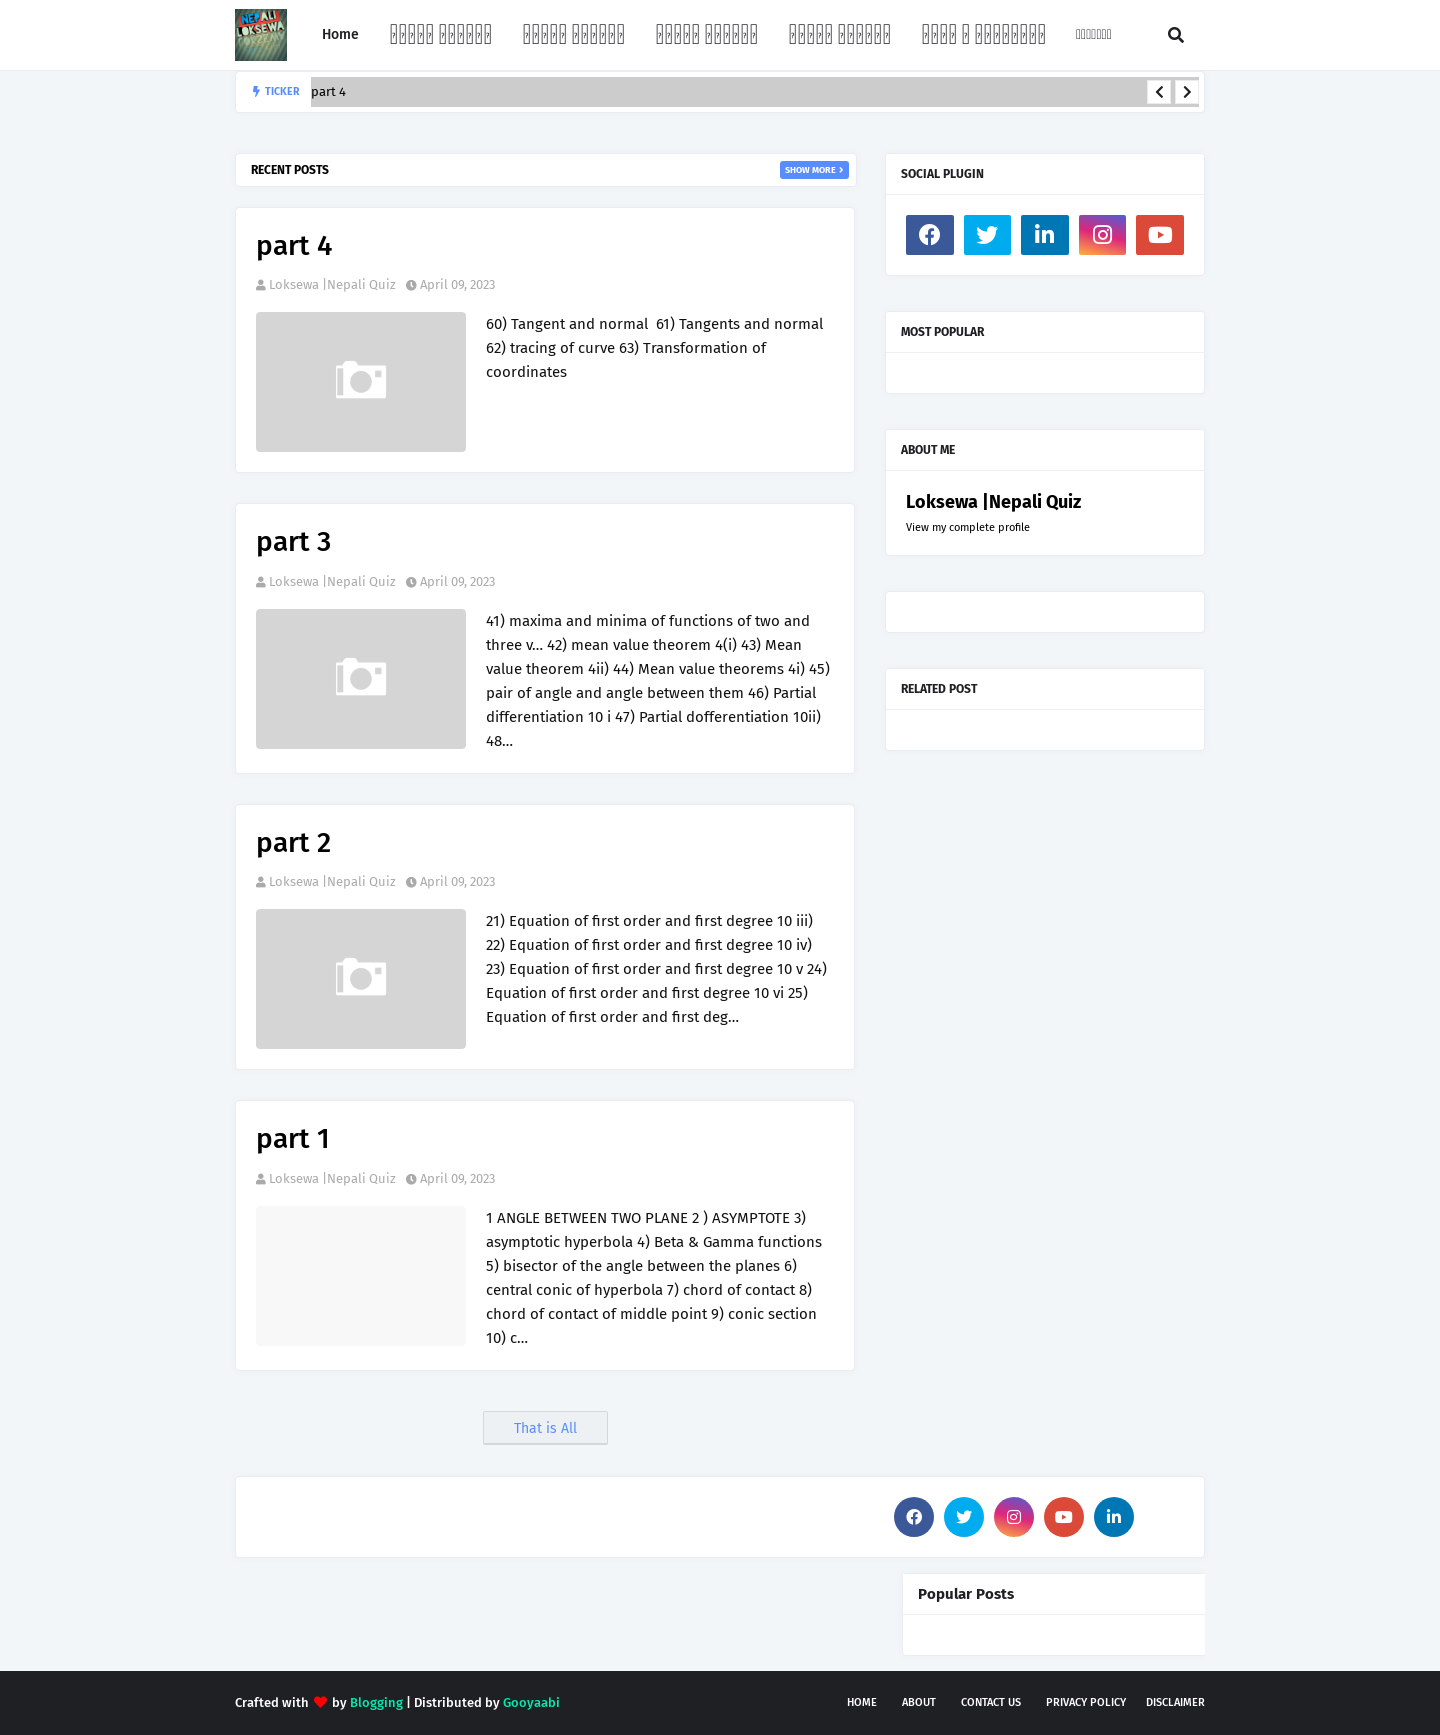 NEPALI
LOKSEWA
Home
TICKER
part 4
RECENT POSTS
SHOW MORE
part 4
Loksewa |Nepali Quiz April 09, 2023
60) Tangent and normal  61) Tangents and normal
62) tracing of curve 63) Transformation of
coordinates
part 3
Loksewa |Nepali Quiz April 09, 2023
41) maxima and minima of functions of two and
three v... 42) mean value theorem 4(i) 43) Mean
value theorem 4ii) 44) Mean value theorems 4i) 45)
pair of angle and angle between them 46) Partial
differentiation 10 i 47) Partial dofferentiation 10ii)
48...
part 2
Loksewa |Nepali Quiz April 09, 2023
21) Equation of first order and first degree 10 iii)
22) Equation of first order and first degree 10 iv)
23) Equation of first order and first degree 10 v 24)
Equation of first order and first degree 10 vi 25)
Equation of first order and first deg...
part 1
Loksewa |Nepali Quiz April 09, 2023
1 ANGLE BETWEEN TWO PLANE 2 ) ASYMPTOTE 3)
asymptotic hyperbola 4) Beta & Gamma functions
5) bisector of the angle between the planes 6)
central conic of hyperbola 7) chord of contact 8)
chord of contact of middle point 9) conic section
10) c...
That is All
SOCIAL PLUGIN
MOST POPULAR
ABOUT ME
Loksewa |Nepali Quiz
View my complete profile
RELATED POST
Popular Posts
Crafted with by Blogging | Distributed by Gooyaabi
HOME ABOUT CONTACT US PRIVACY POLICY DISCLAIMER